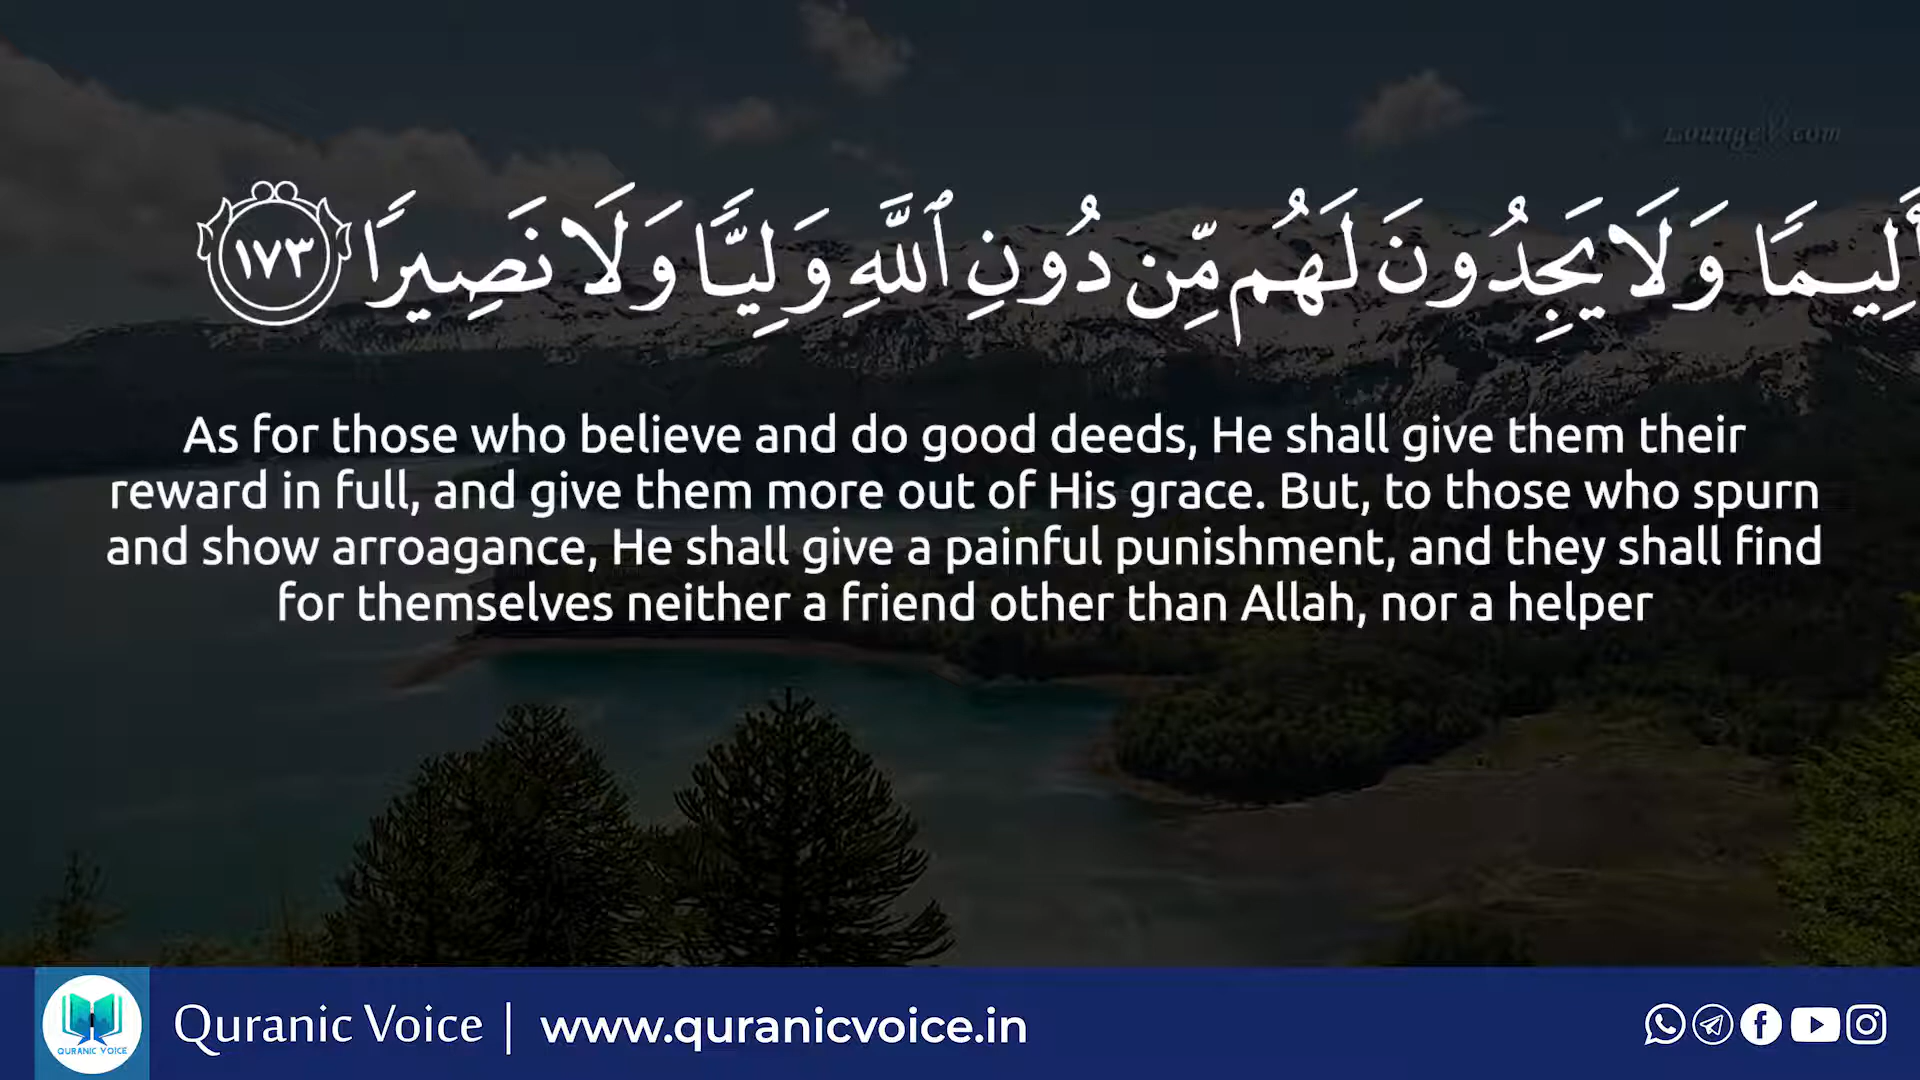 Lounge V.com
أَلِيمًا وَلَا يَجِدُونَ لَهُم مِّن دُونِ ٱللَّهِ وَلِيًّا وَلَا نَصِيرًا ١٧٣
As for those who believe and do good deeds, He shall give them their
reward in full, and give them more out of His grace. But, to those who spurn
and show arroagance, He shall give a painful punishment, and they shall find
for themselves neither a friend other than Allah, nor a helper
QURANIC VOICE
Quranic Voice | www.quranicvoice.in